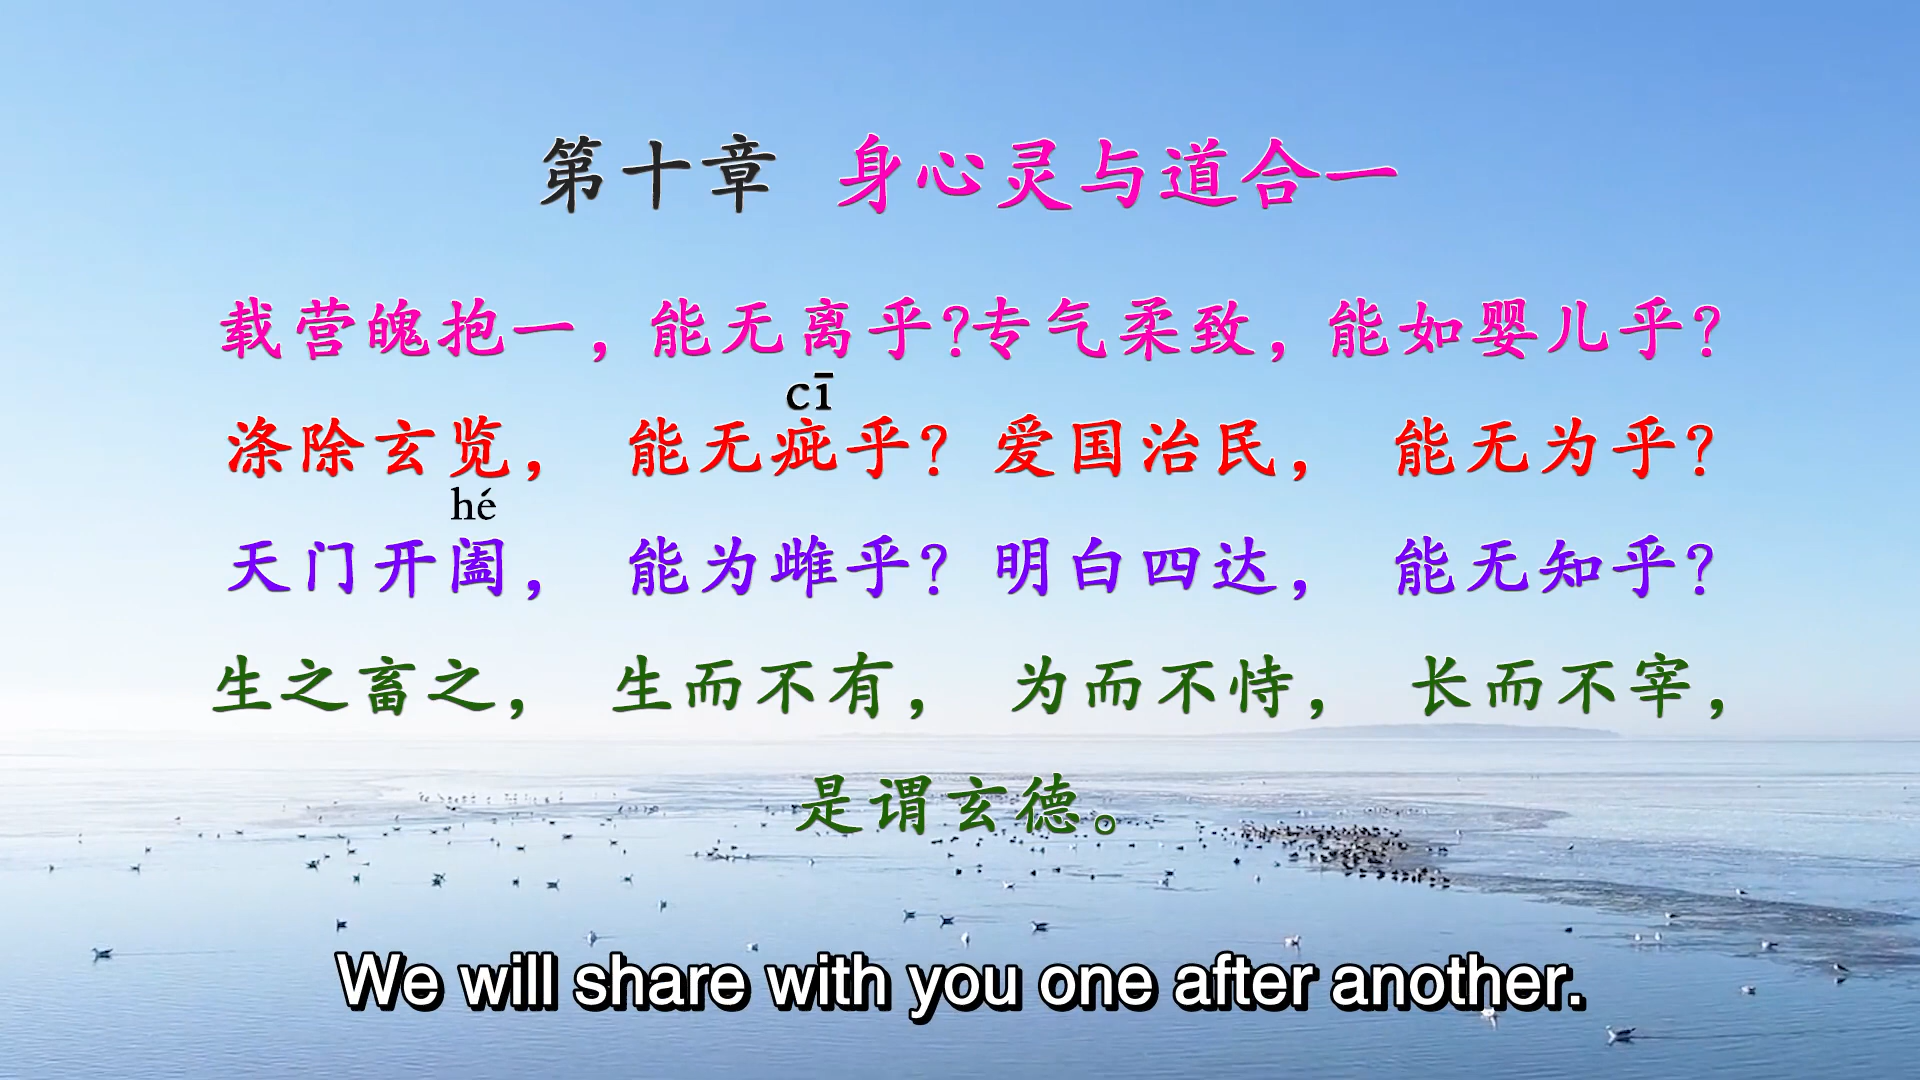 第十章 身心灵与道合一
载营魄抱一，能无离乎？专气柔致，能如婴儿乎？
cī
涤除玄览， 能无疵乎？ 爱国治民， 能无为乎？
hé
天门开阖， 能为雌乎？ 明白四达， 能无知乎？
生之畜之， 生而不有， 为而不恃， 长而不宰，
是谓玄德。
We will share with you one after another.